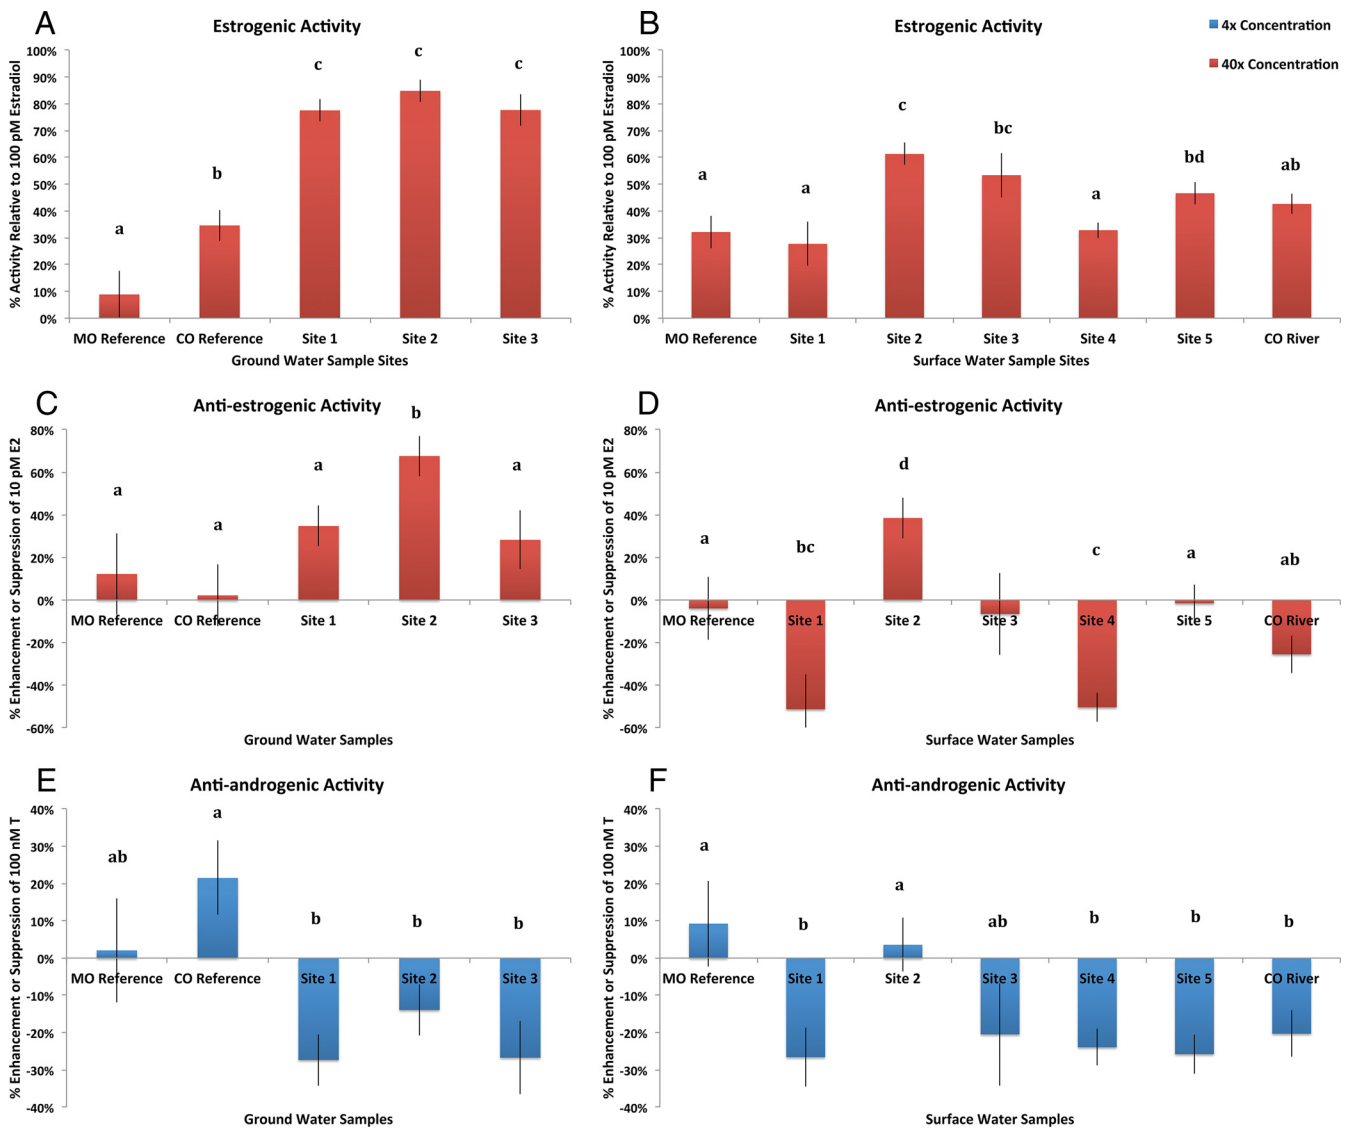 A
Estrogenic Activity
% Activity Relative to 100 pM Estradiol
100%
90%
80%
70%
60%
50%
40%
30%
20%
10%
0%
a
b
c
c
c
MO Reference
CO Reference
Site 1
Site 2
Site 3
Ground Water Sample Sites
B
Estrogenic Activity
4x Concentration
40x Concentration
% Activity Relative to 100 pM Estradiol
100%
90%
80%
70%
60%
50%
40%
30%
20%
10%
0%
a
a
c
bc
a
bd
ab
MO Reference
Site 1
Site 2
Site 3
Site 4
Site 5
CO River
Surface Water Sample Sites
C
Anti-estrogenic Activity
% Enhancement or Suppression of 10 pM E2
80%
60%
40%
20%
0%
-20%
-40%
-60%
a
a
a
b
a
MO Reference
CO Reference
Site 1
Site 2
Site 3
Ground Water Samples
D
Anti-estrogenic Activity
% Enhancement or Suppression of 10 pM E2
80%
60%
40%
20%
0%
-20%
-40%
-60%
a
bc
d
c
a
ab
MO Reference
Site 1
Site 2
Site 3
Site 4
Site 5
CO River
Surface Water Samples
E
Anti-androgenic Activity
% Enhancement or Suppression of 100 nM T
40%
30%
20%
10%
0%
-10%
-20%
-30%
-40%
ab
a
b
b
b
MO Reference
CO Reference
Site 1
Site 2
Site 3
Ground Water Samples
F
Anti-androgenic Activity
% Enhancement or Suppression of 100 nM T
40%
30%
20%
10%
0%
-10%
-20%
-30%
-40%
a
b
a
ab
b
b
b
MO Reference
Site 1
Site 2
Site 3
Site 4
Site 5
CO River
Surface Water Samples